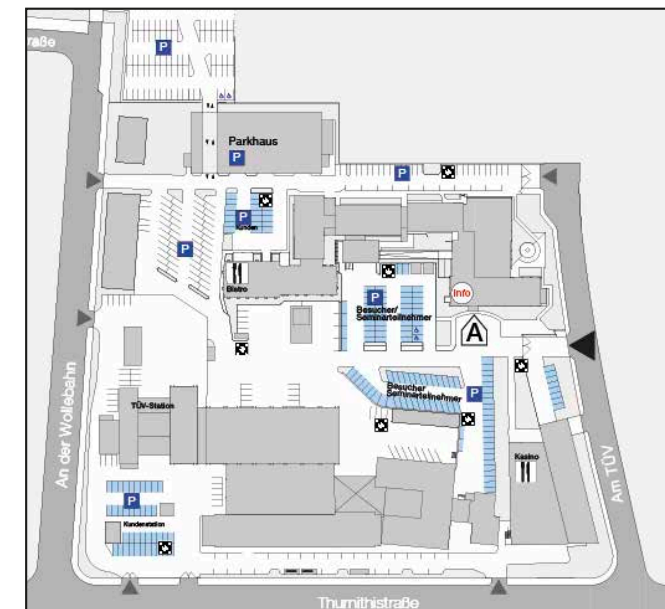 raße
P
Parkhaus
P
P
P
Kunden
P
Bistro
Info
P
Besucher/
Seminarteilnehmer
A
Besucher
Seminarteilnehmer
P
TÜV-Station
An der Wollebahn
Kasino
Am TÜV
P
Kundenstation
Thurnithistraße